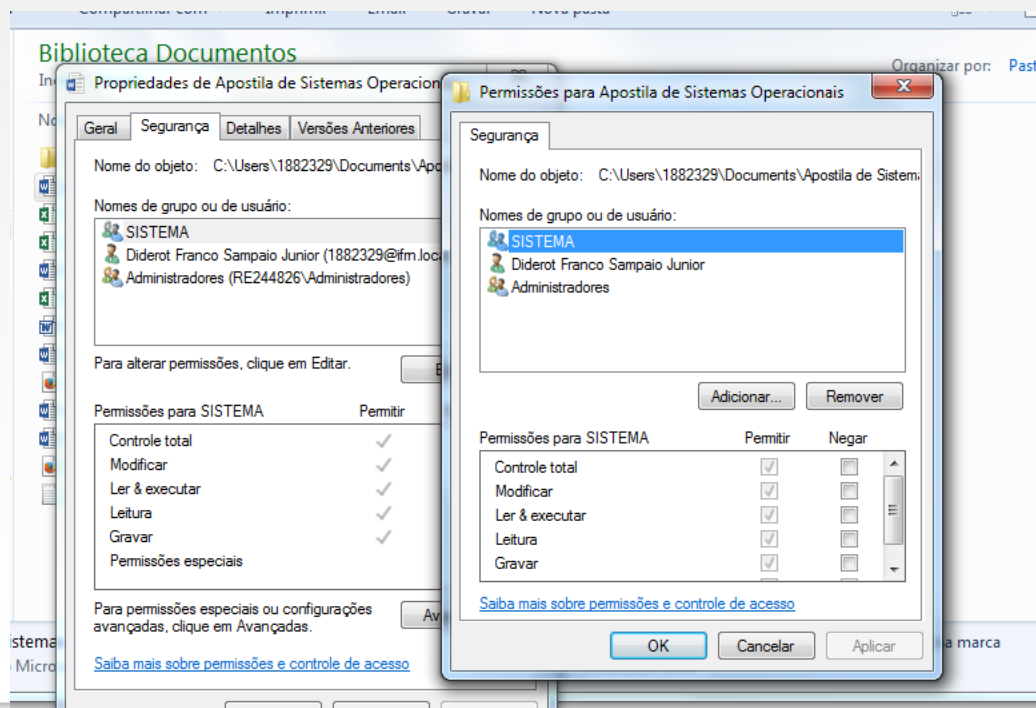 Compartilhar com
Imprimir
Email
Gravar
Nova pasta
Biblioteca Documentos
Organizar por:
Propriedades de Apostila de Sistemas Operacion
Geral
Segurança
Detalhes
Versões Anteriores
Nome do objeto: C:\Users\1882329\Documents\Apo
Nomes de grupo ou de usuário:
SISTEMA
Diderot Franco Sampaio Junior (1882329@ifm.loca
Administradores (RE244826\Administradores)
Para alterar permissões, clique em Editar.
Permissões para SISTEMA Permitir
Controle total
Modificar
Ler & executar
Leitura
Gravar
Permissões especiais
Para permissões especiais ou configurações
avançadas, clique em Avançadas.
Av
Saiba mais sobre permissões e controle de acesso
Permissões para Apostila de Sistemas Operacionais
Segurança
Nome do objeto: C:\Users\1882329\Documents\Apostila de Sistema
Nomes de grupo ou de usuário:
SISTEMA
Diderot Franco Sampaio Junior
Administradores
Adicionar...
Remover
Permissões para SISTEMA Permitir Negar
Controle total
Modificar
Ler & executar
Leitura
Gravar
Saiba mais sobre permissões e controle de acesso
OK
Cancelar
Aplicar
istema
Micro
a marca